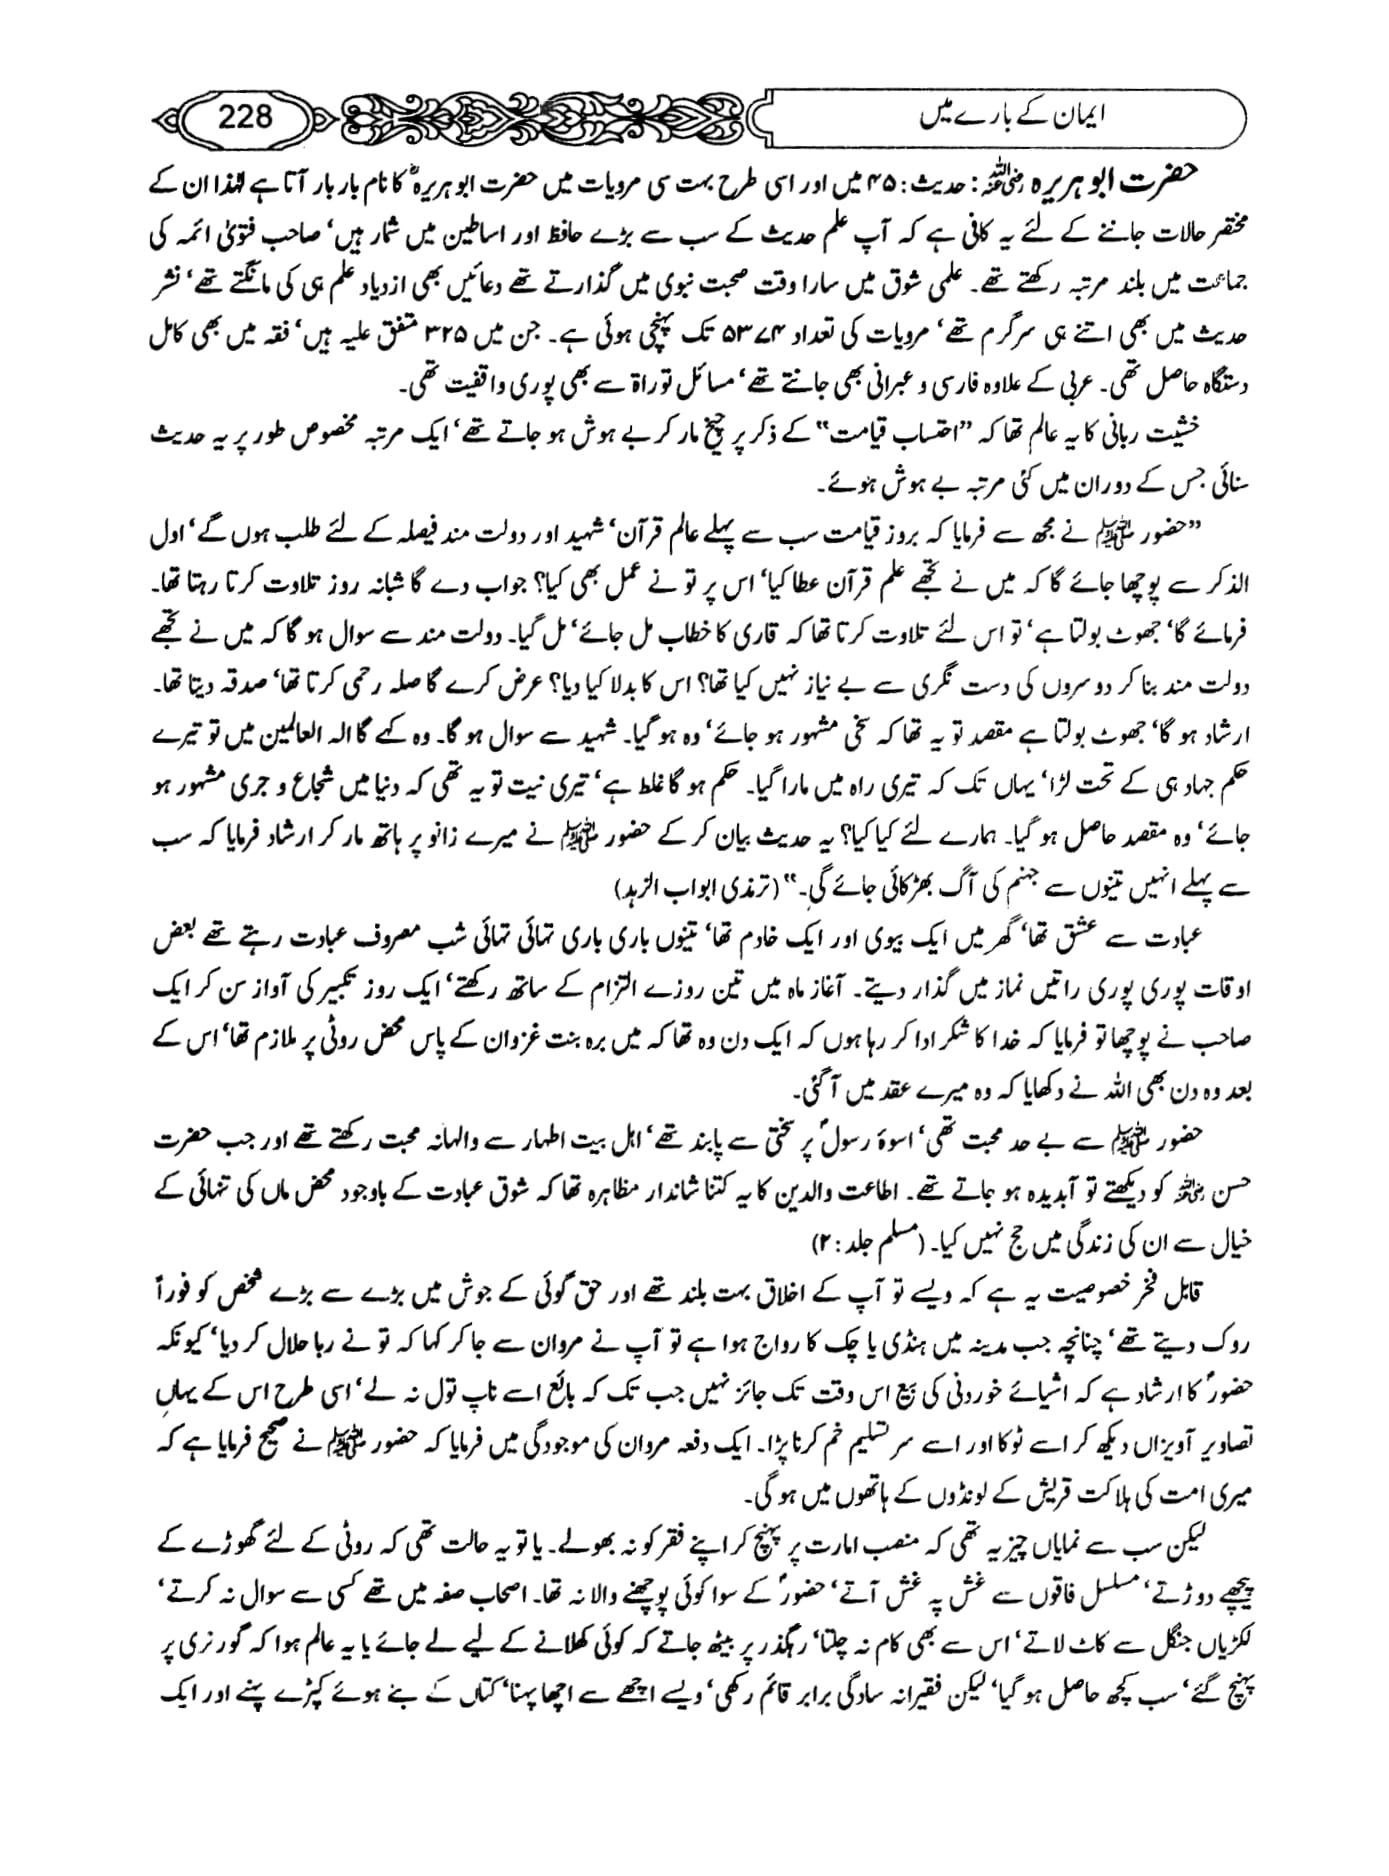 ایمان کے بارے میں
228
حضرت ابو ہریرہ رضی اللہ عنہ : حدیث : ۴۵ میں اور اسی طرح بہت سی مرویات میں حضرت ابو ہریرہؓ کا نام بار بار آتا ہے لہٰذا ان کے
مختصر حالات جاننے کے لئے یہ کافی ہے کہ آپ علم حدیث کے سب سے بڑے حافظ اور اساطین میں شمار ہیں‘ صاحب فتویٰ ائمہ کی
جماعت میں بلند مرتبہ رکھتے تھے۔ علمی شوق میں سارا وقت صحبت نبوی میں گذارتے تھے دعائیں بھی ازدیاد علم ہی کی مانگتے تھے‘ نشر
حدیث میں بھی اتنے ہی سرگرم تھے‘ مرویات کی تعداد ۵۳۷۴ تک پہنچی ہوئی ہے۔ جن میں ۳۲۵ متفق علیہ ہیں‘ فقہ میں بھی کامل
دستگاہ حاصل تھی۔ عربی کے علاوہ فارسی و عبرانی بھی جانتے تھے‘ مسائل توراۃ سے بھی پوری واقفیت تھی۔
خشیت ربانی کا یہ عالم تھا کہ ”احتساب قیامت“ کے ذکر پر چیخ مار کر بے ہوش ہو جاتے تھے‘ ایک مرتبہ مخصوص طور پر یہ حدیث
سنائی جس کے دوران میں کئی مرتبہ بے ہوش ہوئے۔
”حضور ﷺ نے مجھ سے فرمایا کہ بروز قیامت سب سے پہلے عالم قرآن‘ شہید اور دولت مند فیصلہ کے لئے طلب ہوں گے‘ اول
الذکر سے پوچھا جائے گا کہ میں نے تجھے علم قرآن عطا کیا‘ اس پر تو نے عمل بھی کیا؟ جواب دے گا شبانہ روز تلاوت کرتا رہتا تھا۔
فرمائے گا‘ جھوٹ بولتا ہے‘ تو اس لئے تلاوت کرتا تھا کہ قاری کا خطاب مل جائے‘ مل گیا۔ دولت مند سے سوال ہو گا کہ میں نے تجھے
دولت مند بنا کر دوسروں کی دست نگری سے بے نیاز نہیں کیا تھا؟ اس کا بدلا کیا دیا؟ عرض کرے گا صلہ رحمی کرتا تھا‘ صدقہ دیتا تھا۔
ارشاد ہو گا‘ جھوٹ بولتا ہے مقصد تو یہ تھا کہ سخی مشہور ہو جائے‘ وہ ہو گیا۔ شہید سے سوال ہو گا۔ وہ کہے گا الہ العالمین میں تو تیرے
حکم جہاد ہی کے تحت لڑا‘ یہاں تک کہ تیری راہ میں مارا گیا۔ حکم ہو گا غلط ہے‘ تیری نیت تو یہ تھی کہ دنیا میں شجاع و جری مشہور ہو
جائے‘ وہ مقصد حاصل ہو گیا۔ ہمارے لئے کیا کیا؟ یہ حدیث بیان کر کے حضور ﷺ نے میرے زانو پر ہاتھ مار کر ارشاد فرمایا کہ سب
سے پہلے انہیں تینوں سے جہنم کی آگ بھڑکائی جائے گی۔“ (ترمذی ابواب الزہد)
عبادت سے عشق تھا‘ گھر میں ایک بیوی اور ایک خادم تھا‘ تینوں باری باری تہائی تہائی شب مصروف عبادت رہتے تھے بعض
اوقات پوری پوری راتیں نماز میں گذار دیتے۔ آغاز ماہ میں تین روزے التزام کے ساتھ رکھتے‘ ایک روز تکبیر کی آواز سن کر ایک
صاحب نے پوچھا تو فرمایا کہ خدا کا شکر ادا کر رہا ہوں کہ ایک دن وہ تھا کہ میں برہ بنت غزوان کے پاس محض روٹی پر ملازم تھا‘ اس کے
بعد وہ دن بھی اللہ نے دکھایا کہ وہ میرے عقد میں آگئی۔
حضور ﷺ سے بے حد محبت تھی‘ اسوۂ رسولؐ پر سختی سے پابند تھے‘ اہل بیت اطہار سے والہانہ محبت رکھتے تھے اور جب حضرت
حسن رضی اللہ عنہ کو دیکھتے تو آبدیدہ ہو جاتے تھے۔ اطاعت والدین کا یہ کتنا شاندار مظاہرہ تھا کہ شوق عبادت کے باوجود محض ماں کی تنہائی کے
خیال سے ان کی زندگی میں حج نہیں کیا۔ (مسلم جلد : ۲)
قابل فخر خصوصیت یہ ہے کہ ویسے تو آپ کے اخلاق بہت بلند تھے اور حق گوئی کے جوش میں بڑے سے بڑے شخص کو فوراً
روک دیتے تھے‘ چنانچہ جب مدینہ میں ہنڈی یا چک کا رواج ہوا ہے تو آپ نے مروان سے جا کر کہا کہ تو نے ربا حلال کر دیا‘ کیونکہ
حضورؐ کا ارشاد ہے کہ اشیائے خوردنی کی بیع اس وقت تک جائز نہیں جب تک کہ بائع اسے ناپ تول نہ لے‘ اسی طرح اس کے یہاں
تصاویر آویزاں دیکھ کر اسے ٹوکا اور اسے سر تسلیم خم کرنا پڑا۔ ایک دفعہ مروان کی موجودگی میں فرمایا کہ حضور ﷺ نے صحیح فرمایا ہے کہ
میری امت کی ہلاکت قریش کے لونڈوں کے ہاتھوں میں ہو گی۔
لیکن سب سے نمایاں چیز یہ تھی کہ منصب امارت پر پہنچ کر اپنے فقر کو نہ بھولے۔ یا تو یہ حالت تھی کہ روٹی کے لئے گھوڑے کے
پیچھے دوڑتے‘ مسلسل فاقوں سے غش پہ غش آتے‘ حضورؐ کے سوا کوئی پوچھنے والا نہ تھا۔ اصحاب صفہ میں تھے کسی سے سوال نہ کرتے‘
لکڑیاں جنگل سے کاٹ لاتے‘ اس سے بھی کام نہ چلتا‘ رہگذر پر بیٹھ جاتے کہ کوئی کھلانے کے لیے لے جائے یا یہ عالم ہوا کہ گورنری پر
پہنچ گئے‘ سب کچھ حاصل ہو گیا‘ لیکن فقیرانہ سادگی برابر قائم رکھی‘ ویسے اچھے سے اچھا پہنا‘ کتاں کے بنے ہوئے کپڑے پہنے اور ایک